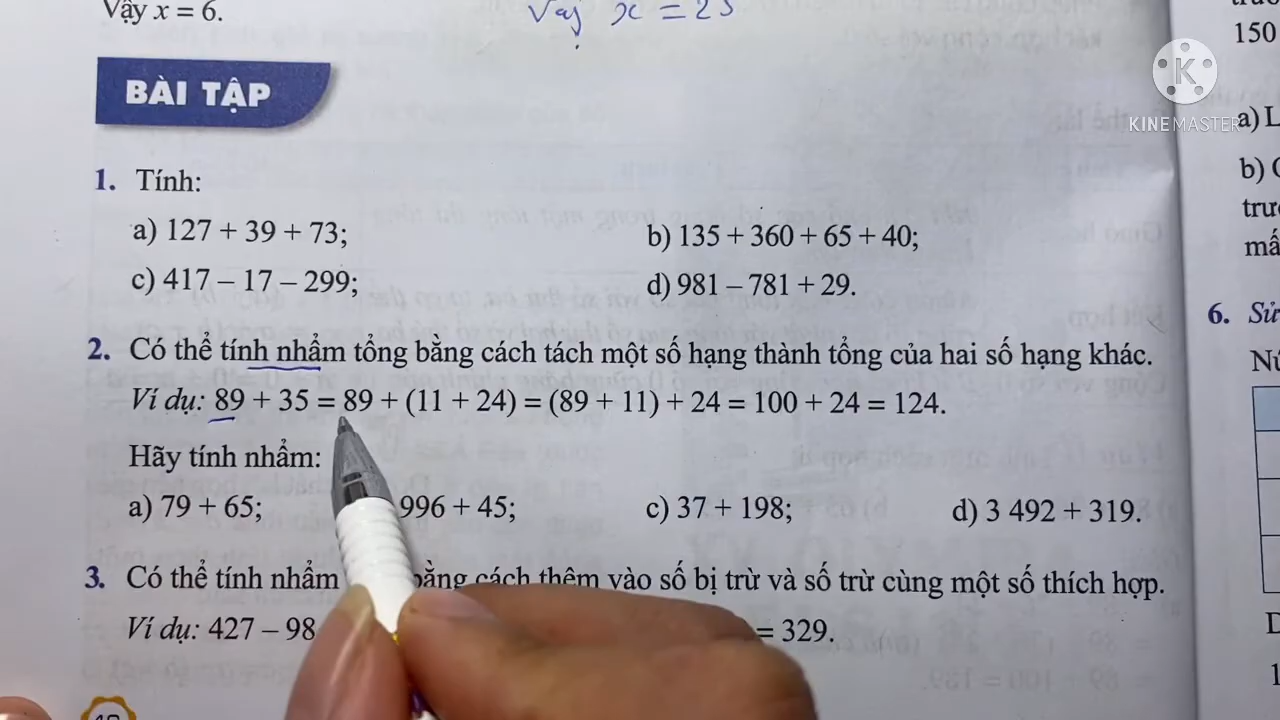 Vậy x = 6.
Vậy x = 25
150
KINEMASTER
BÀI TẬP
a) L
1. Tính:
b)
a) 127 + 39 + 73;
b) 135 + 360 + 65 + 40;
c) 417 – 17 – 299;
d) 981 – 781 + 29.
6. Sử
2. Có thể tính nhẩm tổng bằng cách tách một số hạng thành tổng của hai số hạng khác.
Ví dụ: 89 + 35 = 89 + (11 + 24) = (89 + 11) + 24 = 100 + 24 = 124.
Hãy tính nhẩm:
a) 79 + 65;
996 + 45;
c) 37 + 198;
d) 3 492 + 319.
3. Có thể tính nhẩm bằng cách thêm vào số bị trừ và số trừ cùng một số thích hợp.
Ví dụ: 427 – 98
= 329.